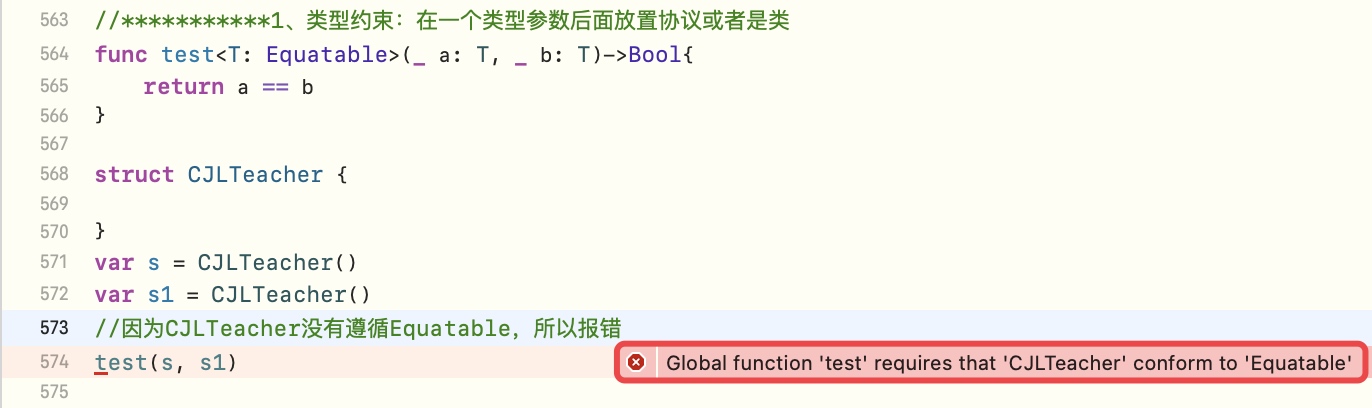 563 //***********1、类型约束：在一个类型参数后面放置协议或者是类
564 func test<T: Equatable>(_ a: T, _ b: T)->Bool{
565     return a == b
566 }
567
568 struct CJLTeacher {
569
570 }
571 var s = CJLTeacher()
572 var s1 = CJLTeacher()
573 //因为CJLTeacher没有遵循Equatable，所以报错
574 test(s, s1) Global function 'test' requires that 'CJLTeacher' conform to 'Equatable'
575